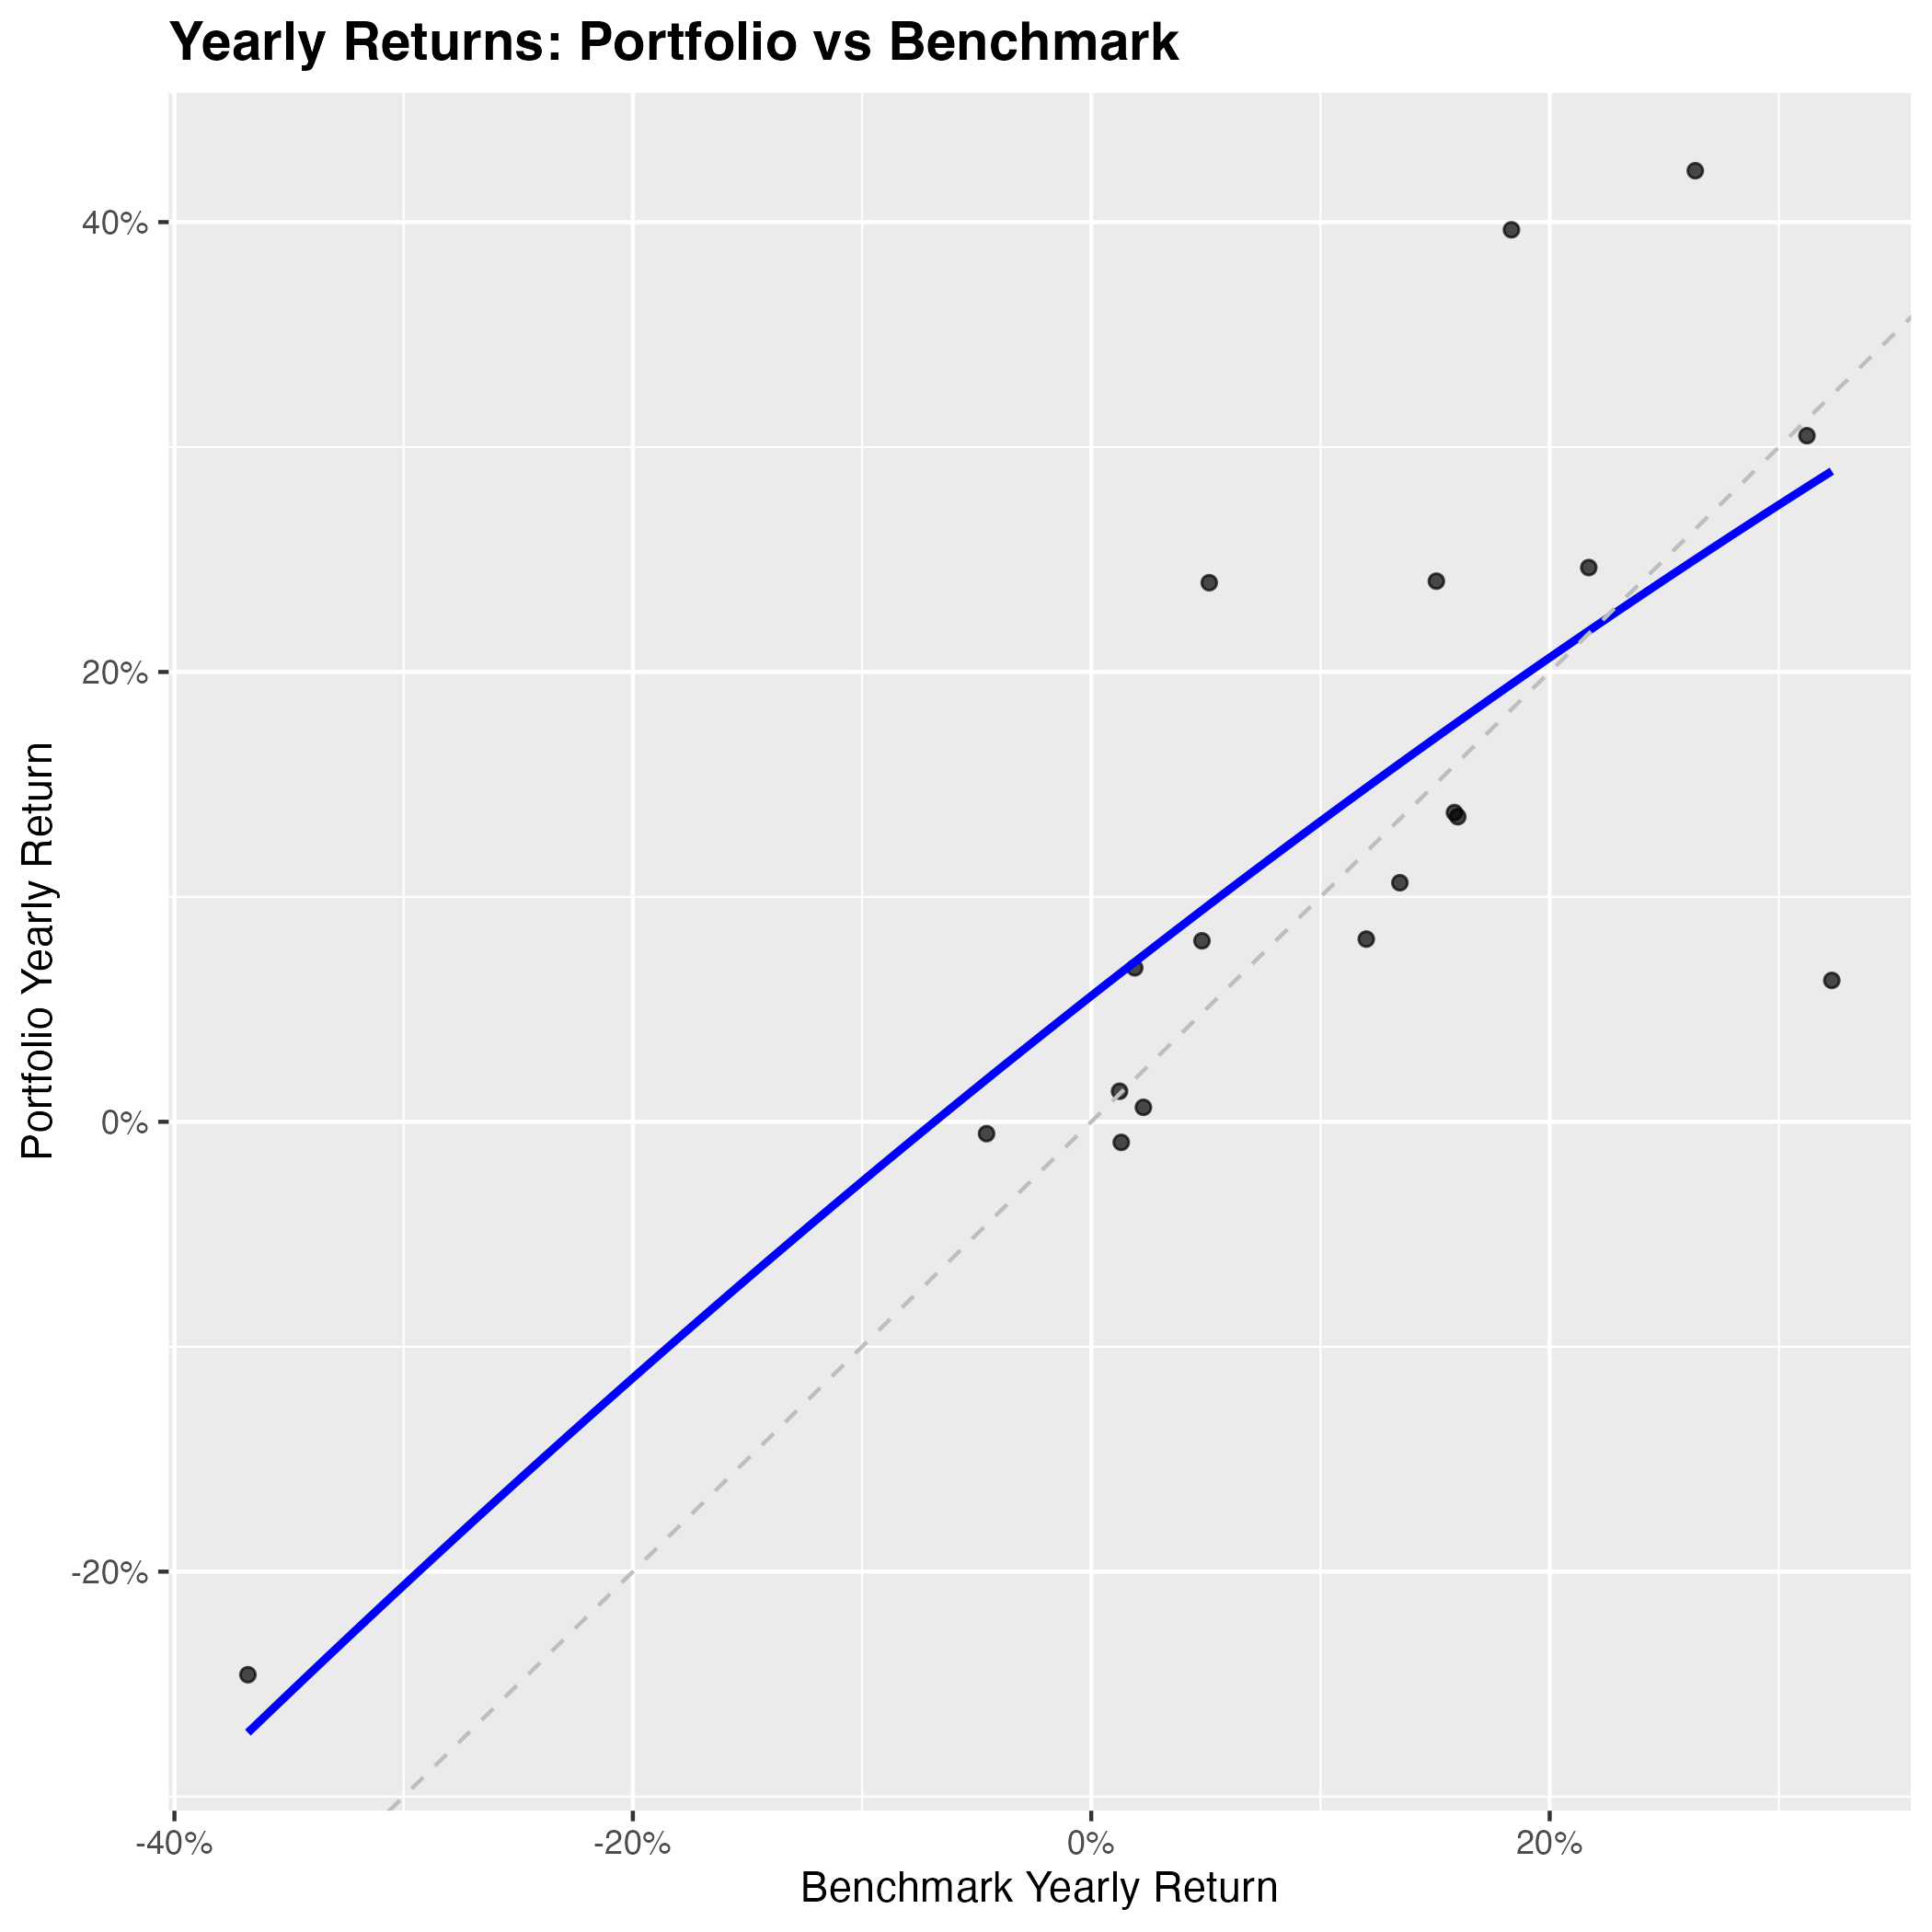 Yearly Returns: Portfolio vs Benchmark
Portfolio Yearly Return
40%
20%
0%
-20%
-40%
-20%
0%
20%
Benchmark Yearly Return